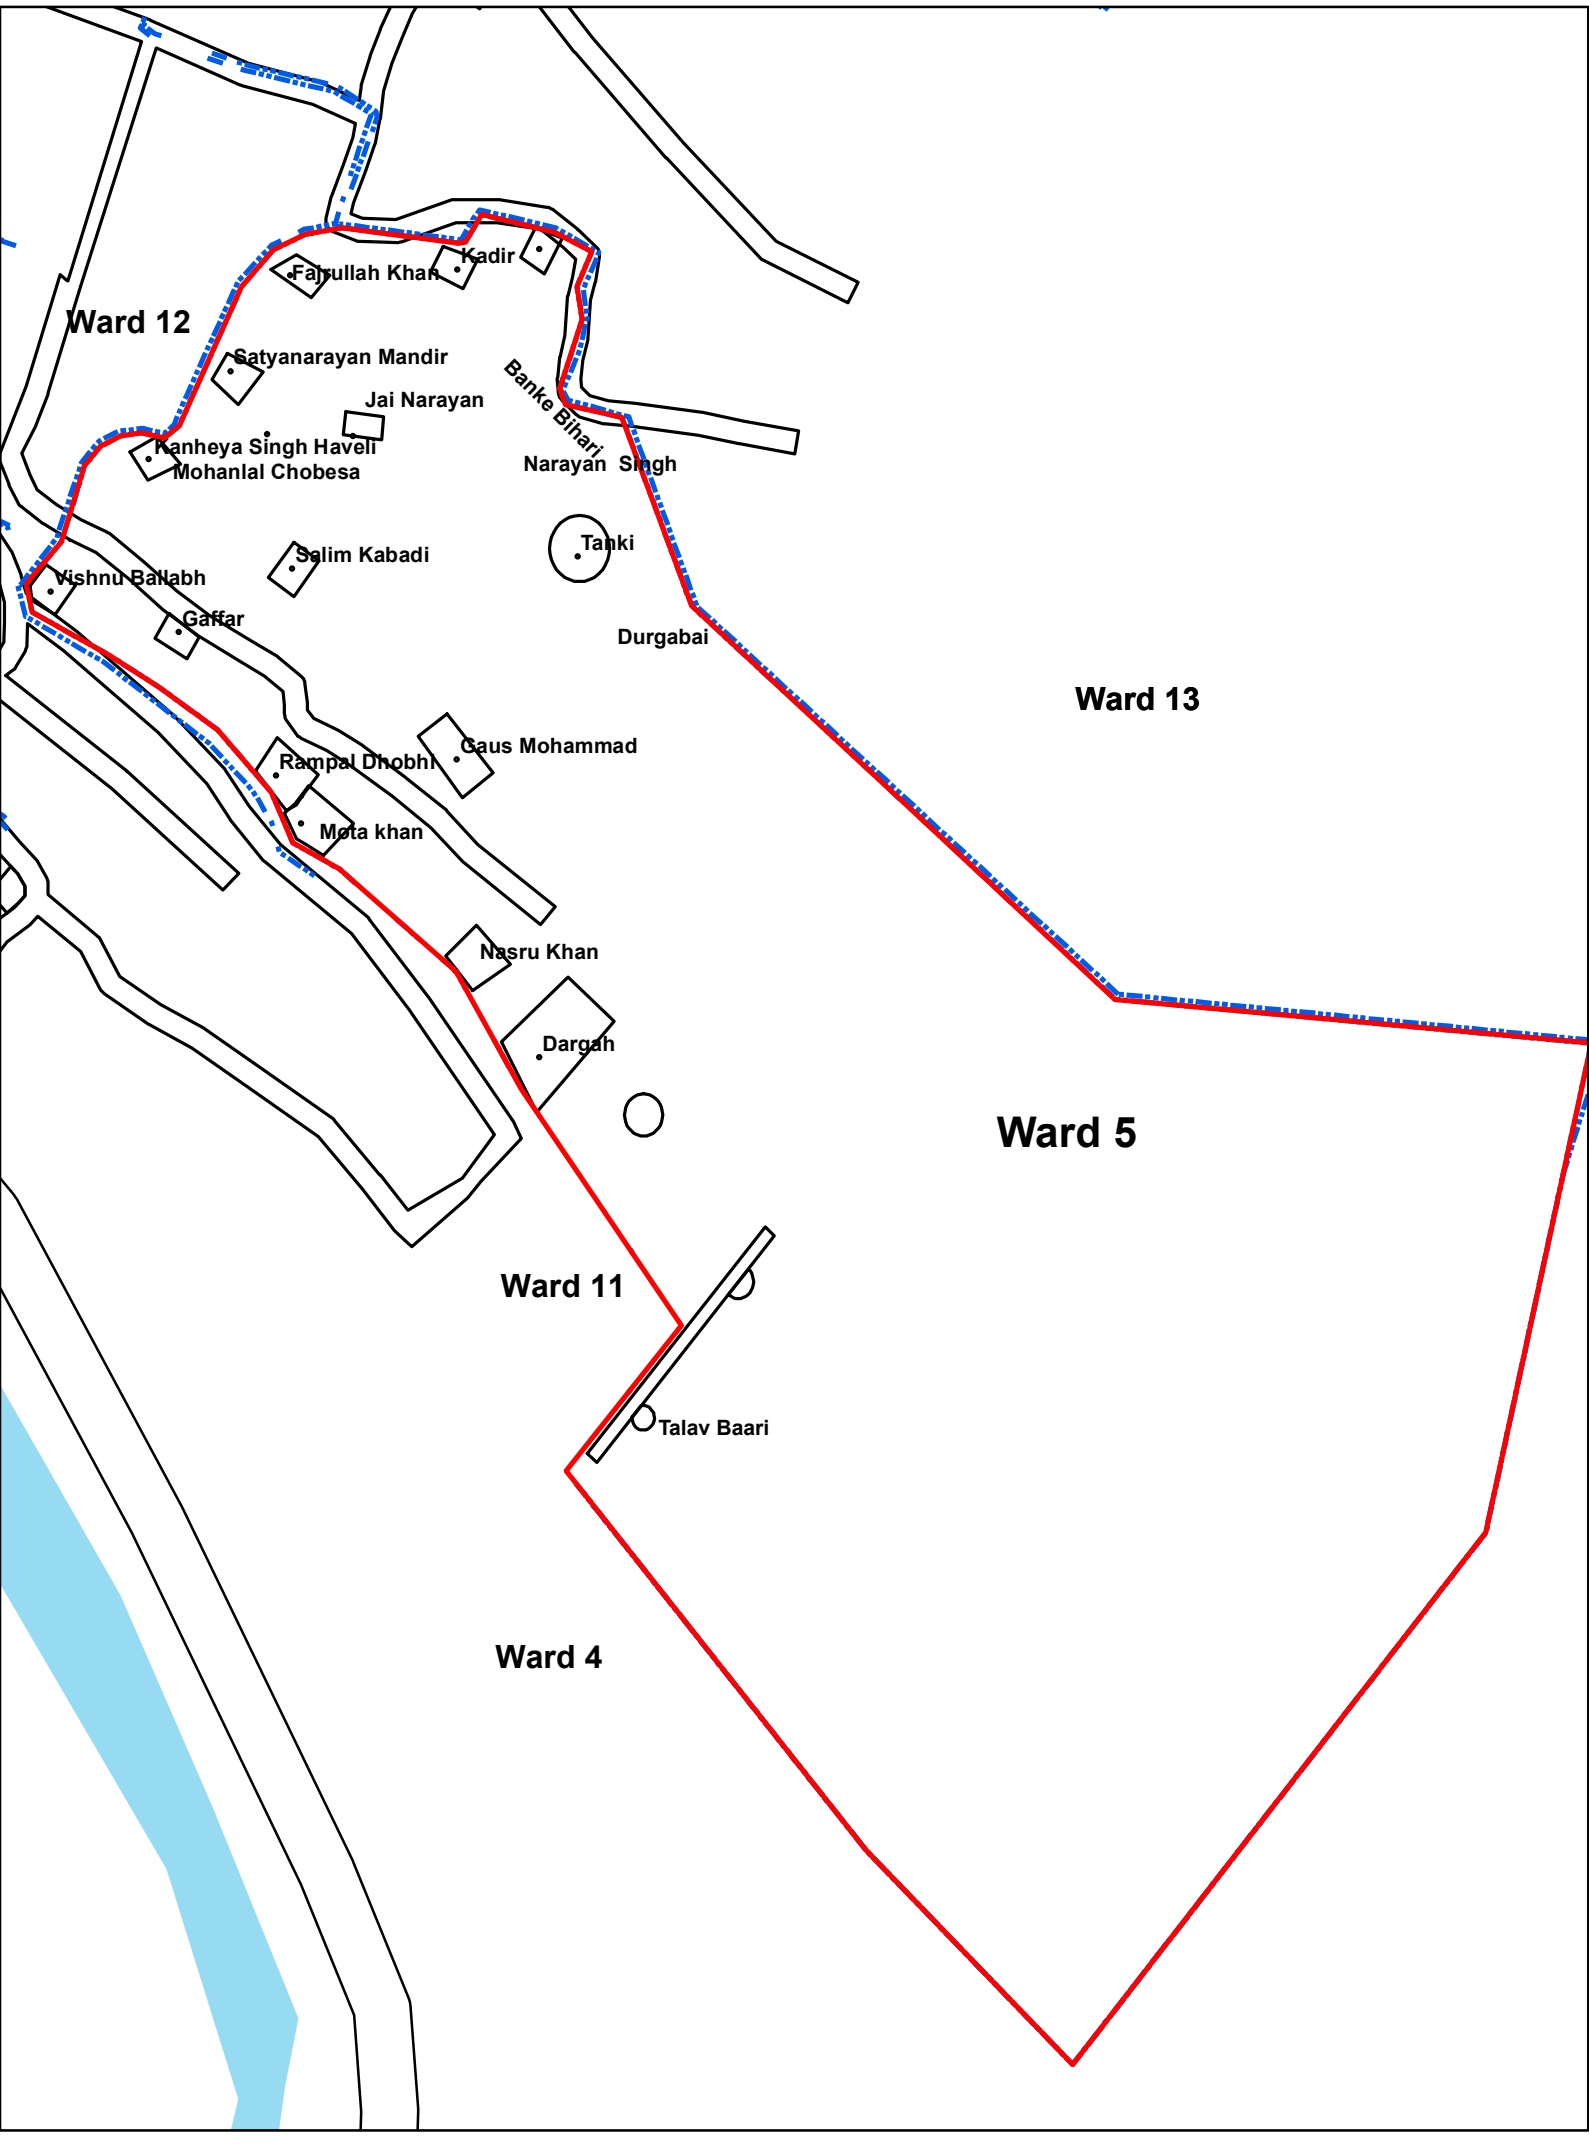 Kadir
Fajrullah Khan
Ward 12
Satyanarayan Mandir
Jai Narayan
Banke Bihari
Kanheya Singh Haveli
Mohanlal Chobesa
Narayan Singh
Tanki
Salim Kabadi
Vishnu Ballabh
Gaffar
Durgabai
Ward 13
Gaus Mohammad
Rampal Dhobhi
Mota khan
Nasru Khan
Dargah
Ward 5
Ward 11
Talav Baari
Ward 4